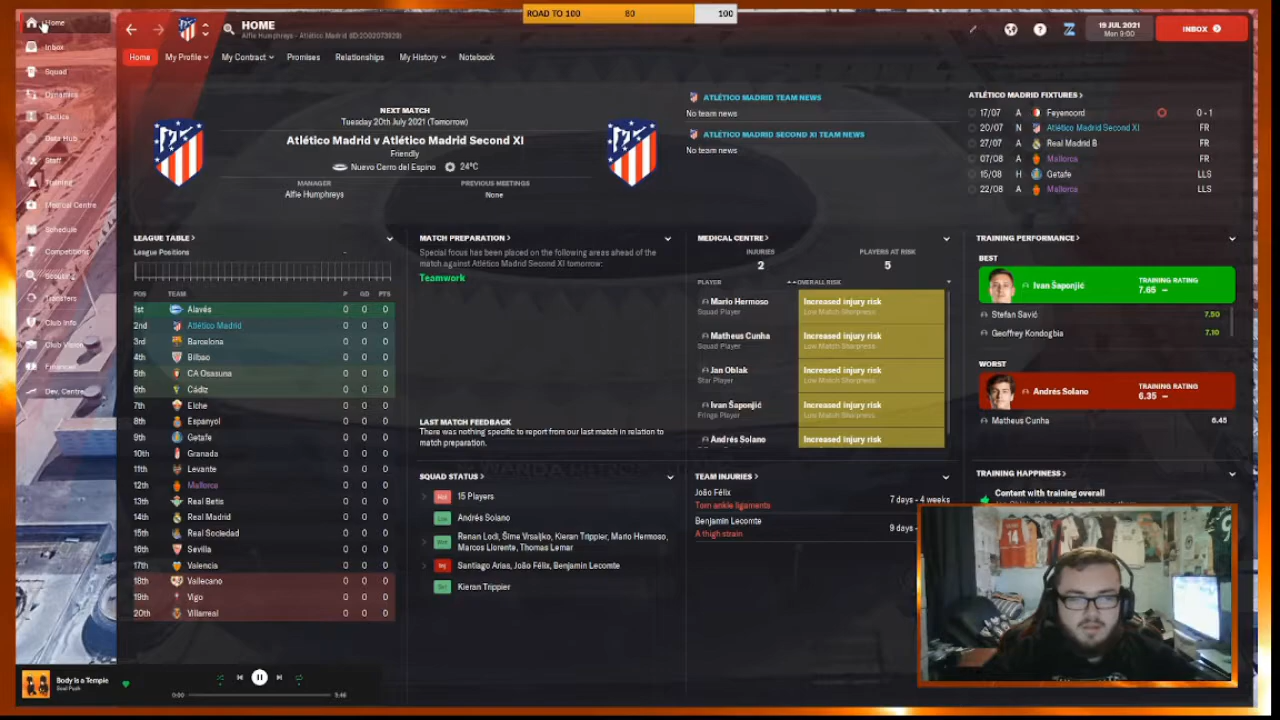 ROAD TO 100 80 100
Home
Inbox
Squad
Dynamics
Tactics
Data Hub
Staff
Training
Medical Centre
Schedule
Competitions
Scouting
Transfers
Club Info
Club Vision
Finances
Dev. Centre
HOME
Alfie Humphreys - Atlético Madrid (ID:2002073929)
19 JUL 2021
Mon 9:00
INBOX
Home My Profile My Contract Promises Relationships My History Notebook
NEXT MATCH
Tuesday 20th July 2021 (Tomorrow)
Atlético Madrid v Atlético Madrid Second XI
Friendly
Nuevo Cerro del Espino 24°C
MANAGER PREVIOUS MEETINGS
Alfie Humphreys None
ATLÉTICO MADRID TEAM NEWS
No team news
ATLÉTICO MADRID SECOND XI TEAM NEWS
No team news
ATLÉTICO MADRID FIXTURES >
17/07 A Feyenoord 0 - 1
20/07 N Atlético Madrid Second XI FR
27/07 A Real Madrid B FR
07/08 A Mallorca FR
15/08 H Getafe LLS
22/08 A Mallorca LLS
LEAGUE TABLE >
League Positions -
POS TEAM P GD PTS
1st Alavés 0 0 0
2nd Atlético Madrid 0 0 0
3rd Barcelona 0 0 0
4th Bilbao 0 0 0
5th CA Osasuna 0 0 0
6th Cádiz 0 0 0
7th Elche 0 0 0
8th Espanyol 0 0 0
9th Getafe 0 0 0
10th Granada 0 0 0
11th Levante 0 0 0
12th Mallorca 0 0 0
13th Real Betis 0 0 0
14th Real Madrid 0 0 0
15th Real Sociedad 0 0 0
16th Sevilla 0 0 0
17th Valencia 0 0 0
18th Vallecano 0 0 0
19th Vigo 0 0 0
20th Villarreal 0 0 0
MATCH PREPARATION >
Special focus has been placed on the following areas ahead of the
match against Atlético Madrid Second XI tomorrow:
Teamwork
LAST MATCH FEEDBACK
There was nothing specific to report from our last match in relation to
match preparation.
SQUAD STATUS >
15 Players
Andrés Solano
Renan Lodi, Šime Vrsaljko, Kieran Trippier, Mario Hermoso,
Marcos Llorente, Thomas Lemar
Inj Santiago Arias, João Félix, Benjamin Lecomte
Kieran Trippier
MEDICAL CENTRE >
INJURIES PLAYERS AT RISK
2 5
PLAYER OVERALL RISK
Mario Hermoso Increased injury risk
Squad Player Low Match Sharpness
Matheus Cunha Increased injury risk
Squad Player Low Match Sharpness
Jan Oblak Increased injury risk
Star Player Low Match Sharpness
Ivan Šaponjić Increased injury risk
Fringe Player Low Match Sharpness
Andrés Solano Increased injury risk
TEAM INJURIES >
João Félix 7 days - 4 weeks
Torn ankle ligaments
Benjamin Lecomte 9 days -
A thigh strain
TRAINING PERFORMANCE >
BEST
Ivan Šaponjić TRAINING RATING
7.65 –
Stefan Savić 7.50
Geoffrey Kondogbia 7.10
WORST
Andrés Solano TRAINING RATING
6.35 –
Matheus Cunha 6.45
TRAINING HAPPINESS >
Content with training overall
Body Is a Temple
0:00 5:46